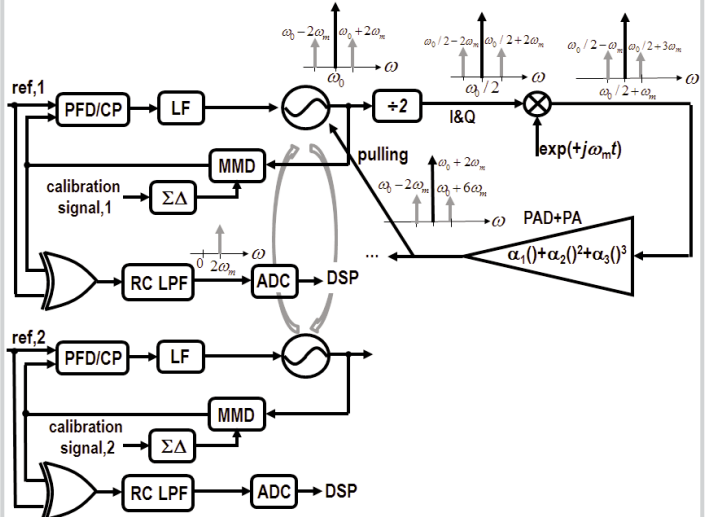 ω₀−2ωₘ ω₀+2ωₘ
ω
ω₀
ω₀/2−2ωₘ ω₀/2+2ωₘ
ω
ω₀/2
ω₀/2−ωₘ ω₀/2+3ωₘ
ω
ω₀/2+ωₘ
ref,1
PFD/CP
LF
÷2
I&Q
exp(+jωₘt)
pulling
MMD
calibration
signal,1
ΣΔ
ω₀+2ωₘ
ω₀−2ωₘ ω₀+6ωₘ
ω
PAD+PA
α₁()+α₂()²+α₃()³
...
ω
0 2ωₘ
RC LPF
ADC
DSP
ref,2
PFD/CP
LF
MMD
calibration
signal,2
ΣΔ
RC LPF
ADC
DSP